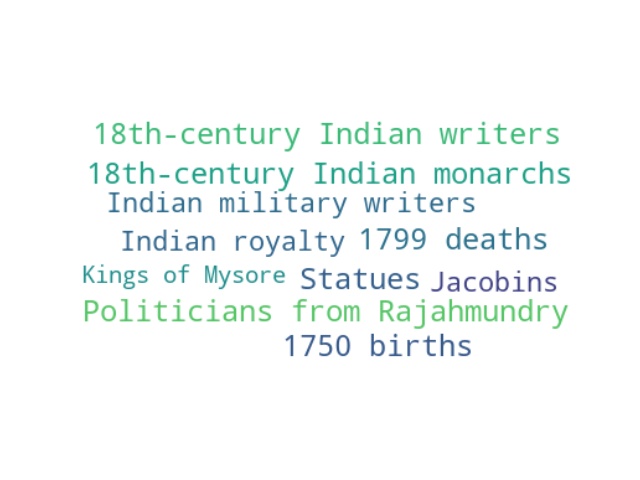 18th-century Indian writers
18th-century Indian monarchs
Indian military writers
Indian royalty 1799 deaths
Kings of Mysore Statues Jacobins
Politicians from Rajahmundry
1750 births